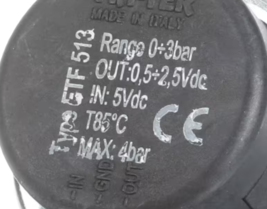 MADE IN ITALY
Range 0÷3bar
OUT:0,5÷2,5Vdc
IN: 5Vdc
T85°C
CE
MAX: 4bar
Type ETF 513
-IN
-GND
-OUT